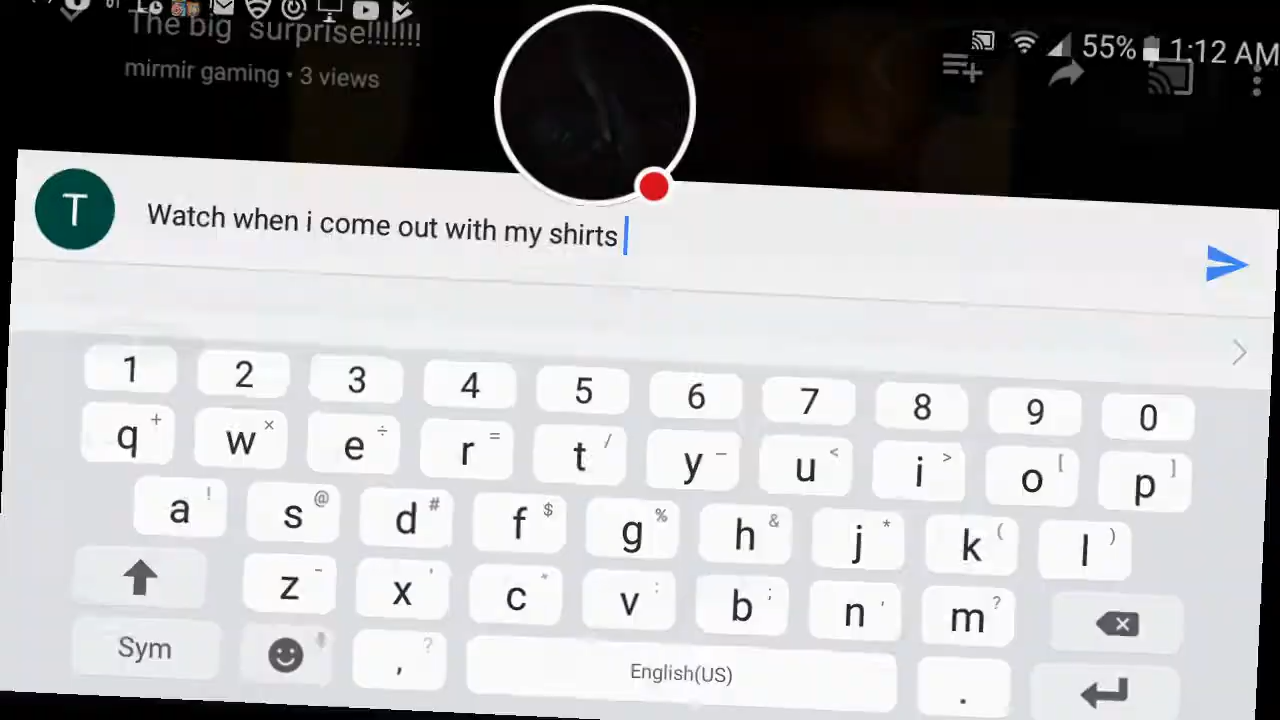 The big surprise!!!!!!!
55% 1:12 AM
mirmir gaming • 3 views
T
Watch when i come out with my shirts
1 2 3 4 5 6 7 8 9 0
q + w × e ÷ r = t / y – u < i > o [ p ]
a ! s @ d # f $ g % h & j * k ( l )
z - x ' c " v : b ; n , m ?
Sym , ? English(US) .